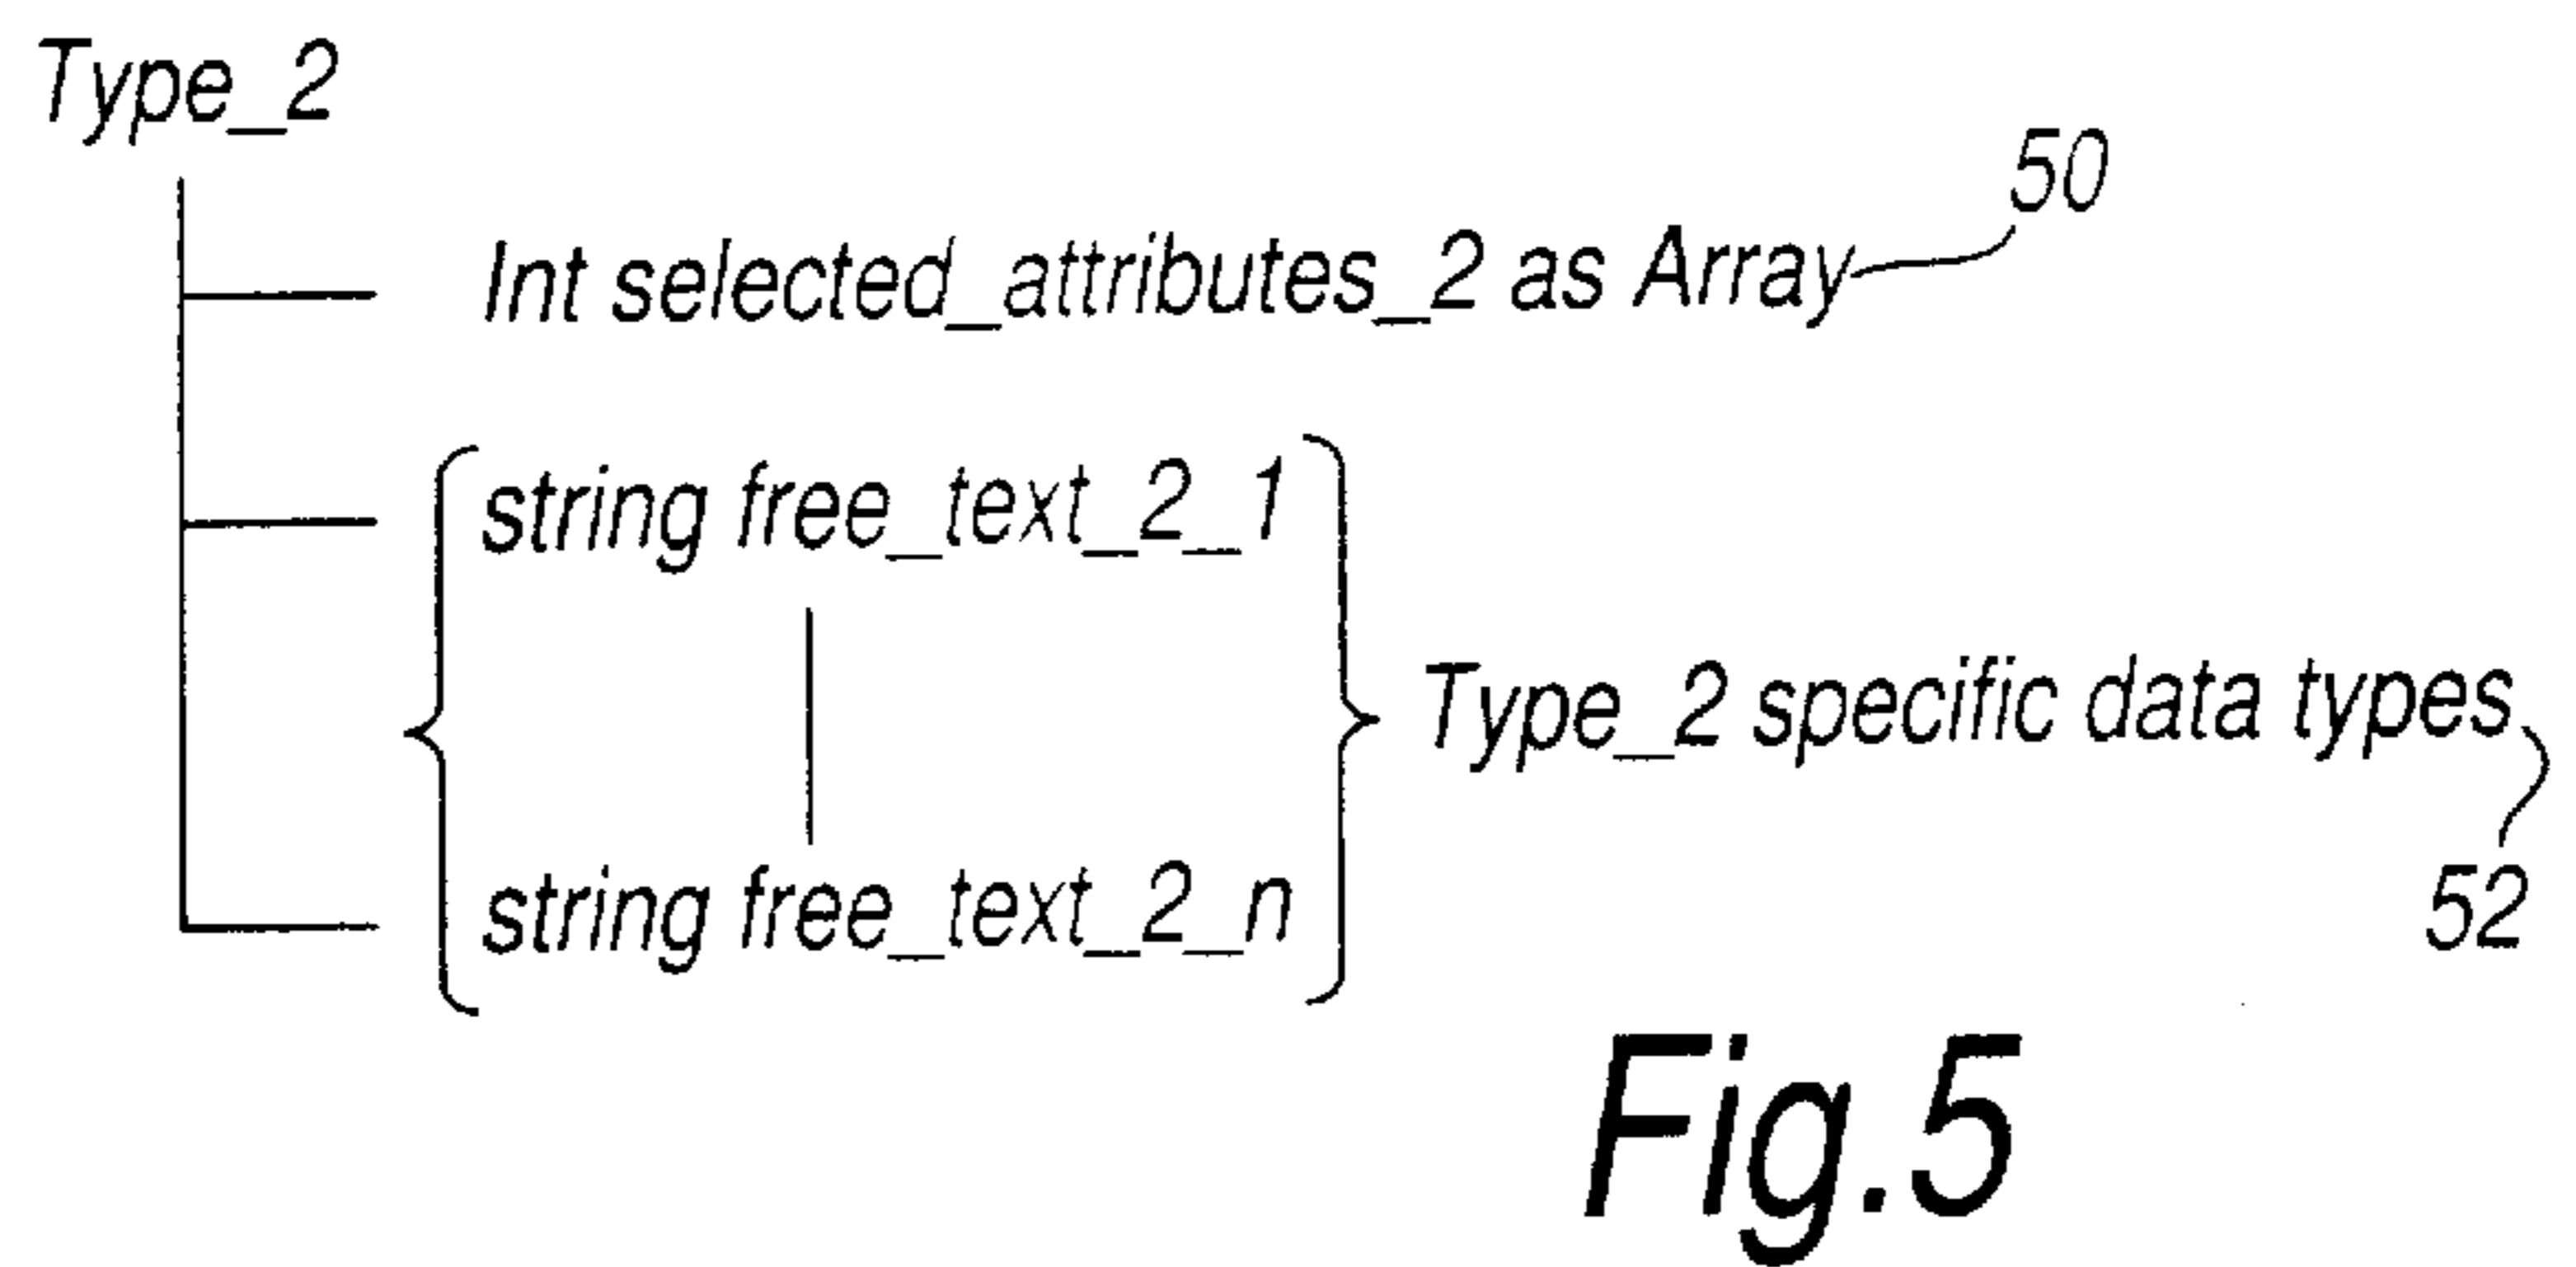 Type_2
50
Int selected_attributes_2 as Array
string free_text_2_1
Type_2 specific data types
string free_text_2_n
52
Fig.5